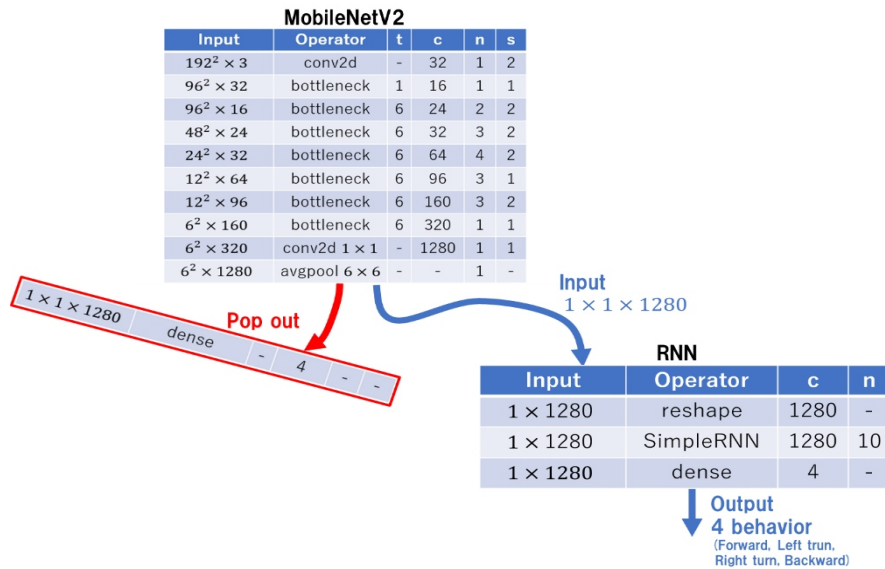 MobileNetV2
Input Operator t c n s
192² × 3 conv2d - 32 1 2
96² × 32 bottleneck 1 16 1 1
96² × 16 bottleneck 6 24 2 2
48² × 24 bottleneck 6 32 3 2
24² × 32 bottleneck 6 64 4 2
12² × 64 bottleneck 6 96 3 1
12² × 96 bottleneck 6 160 3 2
6² × 160 bottleneck 6 320 1 1
6² × 320 conv2d 1 × 1 - 1280 1 1
6² × 1280 avgpool 6 × 6 - - 1 -
1 × 1 × 1280 dense - 4 - -
Pop out
Input
1 × 1 × 1280
RNN
Input Operator c n
1 × 1280 reshape 1280 -
1 × 1280 SimpleRNN 1280 10
1 × 1280 dense 4 -
Output
4 behavior
(Forward, Left trun,
Right turn, Backward)